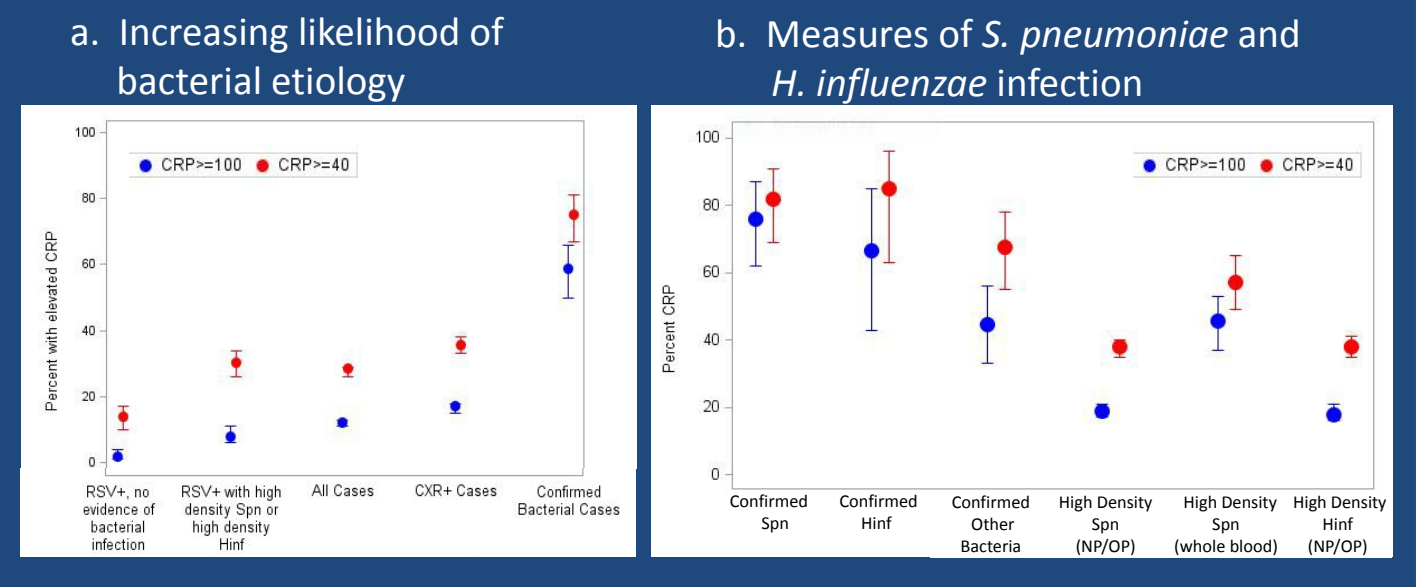 a. Increasing likelihood of
bacterial etiology
100
80
60
40
20
0
Percent with elevated CRP
CRP>=100 CRP>=40
RSV+, no
evidence of
bacterial
infection
RSV+ with high
density Spn or
high density
Hinf
All Cases
CXR+ Cases
Confirmed
Bacterial Cases
b. Measures of S. pneumoniae and
H. influenzae infection
100
80
60
40
20
0
Percent CRP
CRP>=100 CRP>=40
Confirmed
Spn
Confirmed
Hinf
Confirmed
Other
Bacteria
High Density
Spn
(NP/OP)
High Density
Spn
(whole blood)
High Density
Hinf
(NP/OP)